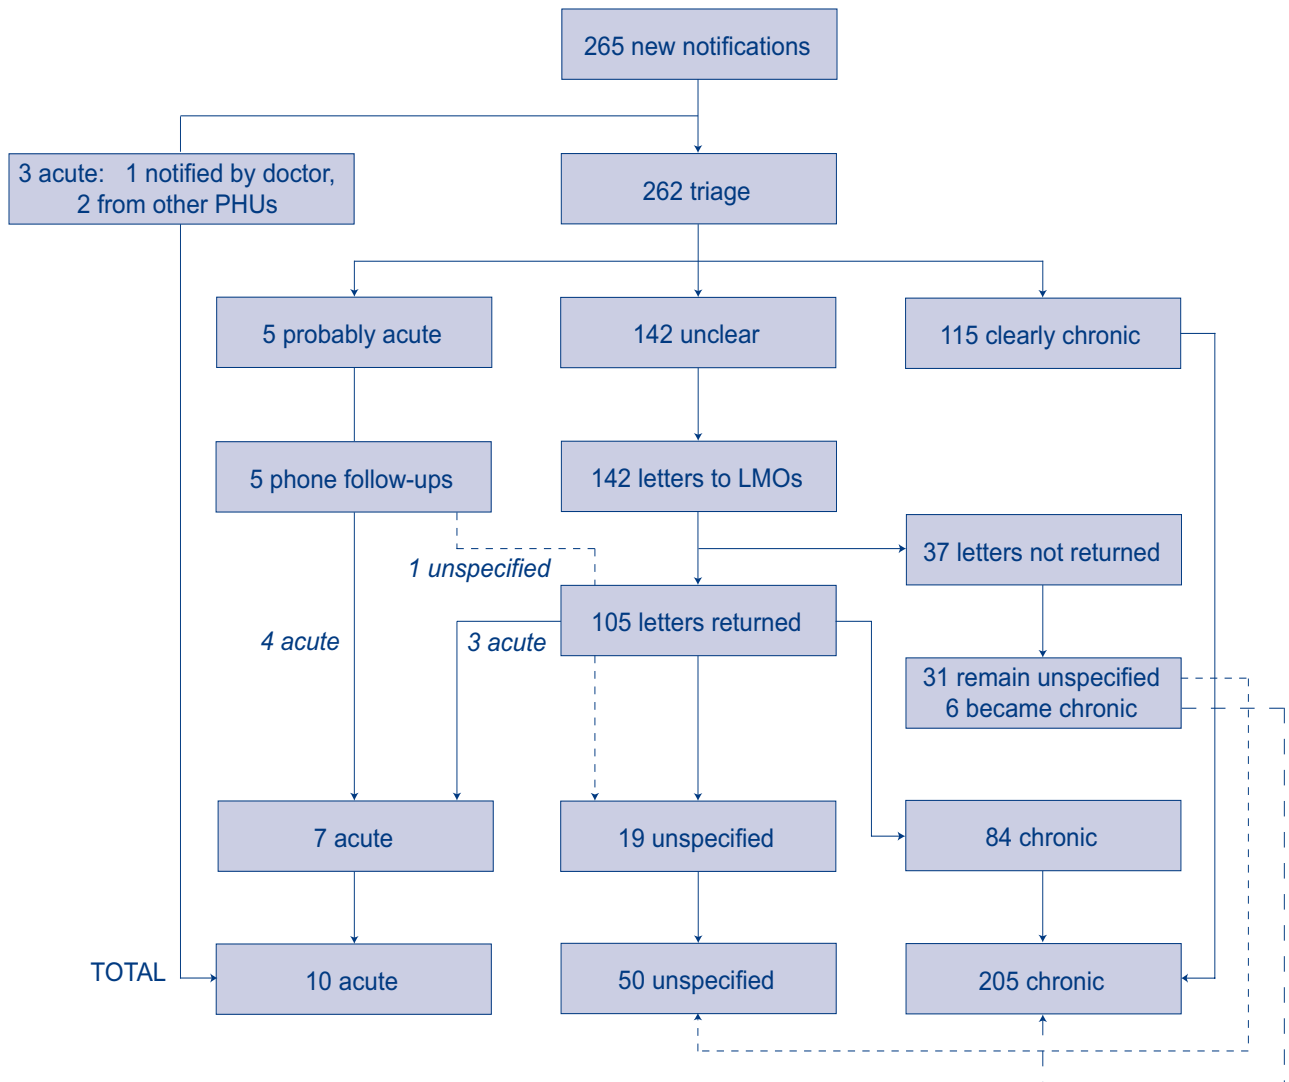 265 new notifications
3 acute: 1 notified by doctor,
2 from other PHUs
262 triage
5 probably acute
142 unclear
115 clearly chronic
5 phone follow-ups
142 letters to LMOs
37 letters not returned
1 unspecified
105 letters returned
4 acute
3 acute
31 remain unspecified
6 became chronic
7 acute
19 unspecified
84 chronic
TOTAL
10 acute
50 unspecified
205 chronic